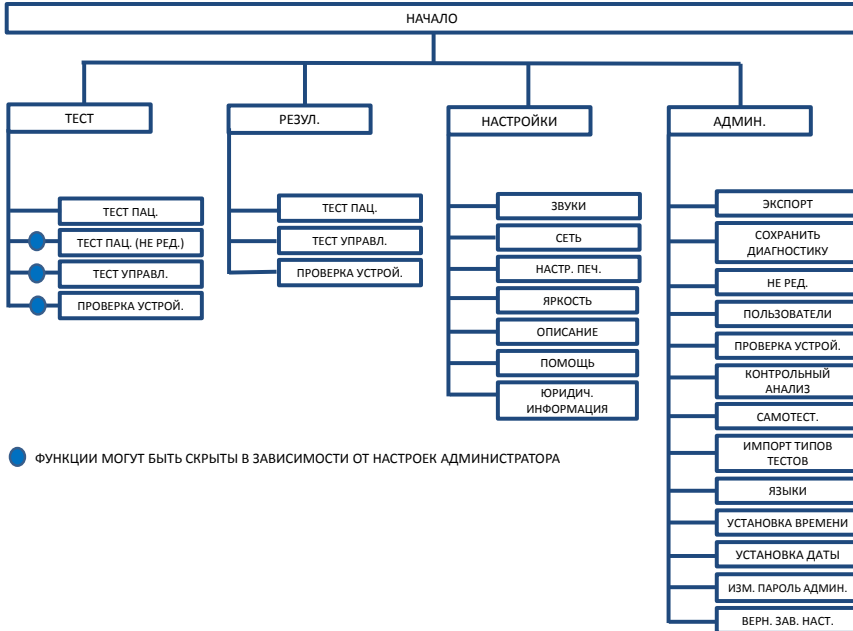 НАЧАЛО
ТЕСТ
ТЕСТ ПАЦ.
ТЕСТ ПАЦ. (НЕ РЕД.)
ТЕСТ УПРАВЛ.
ПРОВЕРКА УСТРОЙ.
РЕЗУЛ.
ТЕСТ ПАЦ.
ТЕСТ УПРАВЛ.
ПРОВЕРКА УСТРОЙ.
НАСТРОЙКИ
ЗВУКИ
СЕТЬ
НАСТР. ПЕЧ.
ЯРКОСТЬ
ОПИСАНИЕ
ПОМОЩЬ
ЮРИДИЧ.
ИНФОРМАЦИЯ
АДМИН.
ЭКСПОРТ
СОХРАНИТЬ
ДИАГНОСТИКУ
НЕ РЕД.
ПОЛЬЗОВАТЕЛИ
ПРОВЕРКА УСТРОЙ.
КОНТРОЛЬНЫЙ
АНАЛИЗ
САМОТЕСТ.
ИМПОРТ ТИПОВ
ТЕСТОВ
ЯЗЫКИ
УСТАНОВКА ВРЕМЕНИ
УСТАНОВКА ДАТЫ
ИЗМ. ПАРОЛЬ АДМИН.
ВЕРН. ЗАВ. НАСТ.
ФУНКЦИИ МОГУТ БЫТЬ СКРЫТЫ В ЗАВИСИМОСТИ ОТ НАСТРОЕК АДМИНИСТРАТОРА